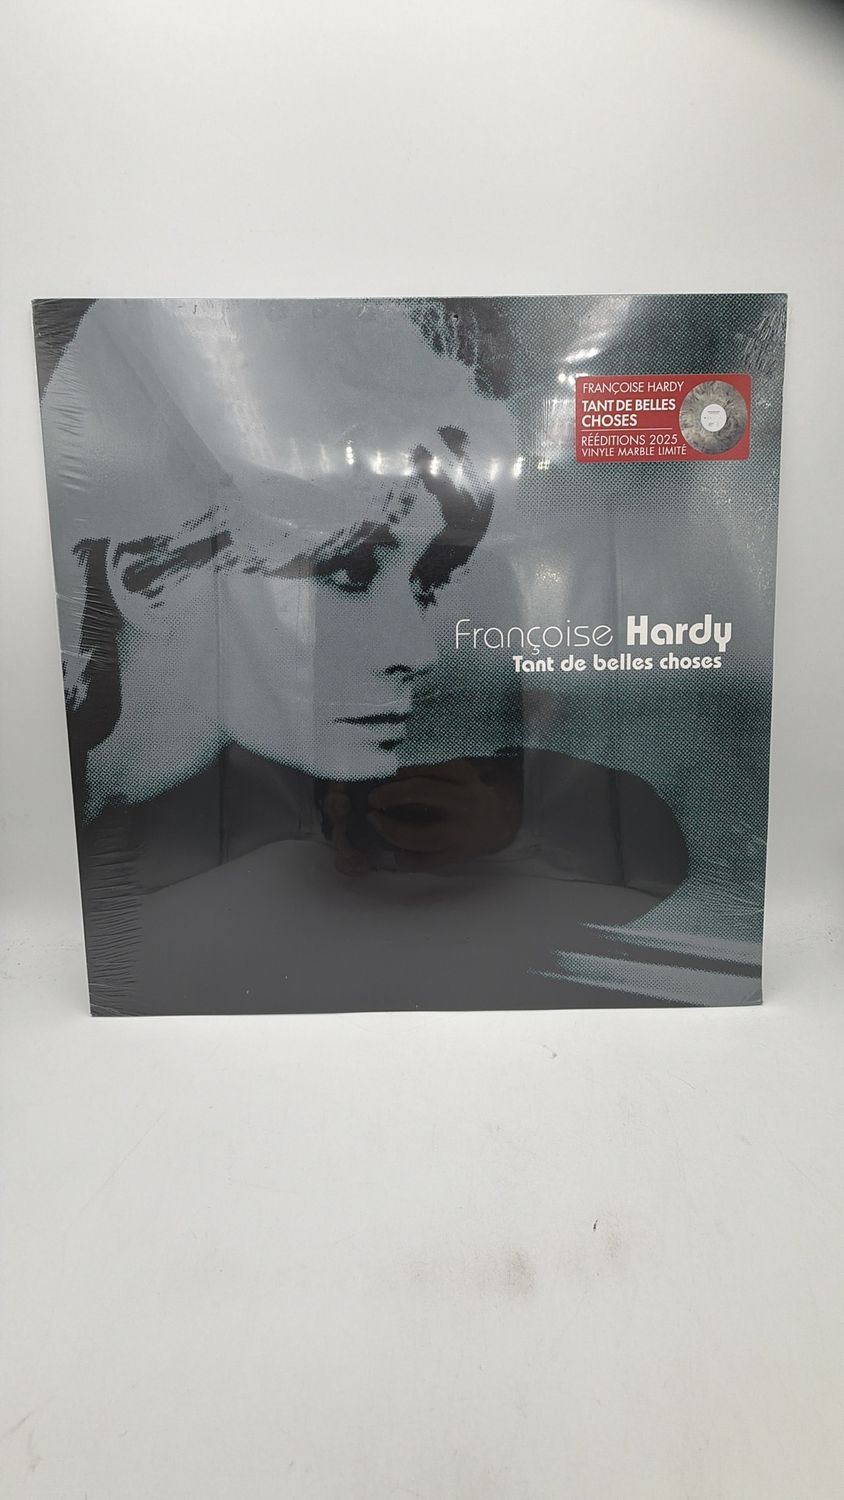 FRANÇOISE HARDY
TANT DE BELLES
CHOSES
RÉÉDITIONS 2025
VINYLE MARBLE LIMITÉ
Françoise Hardy
Tant de belles choses